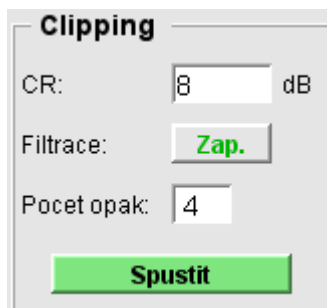 Clipping
CR: 8 dB
Filtrace: Zap.
Pocet opak: 4
Spustit